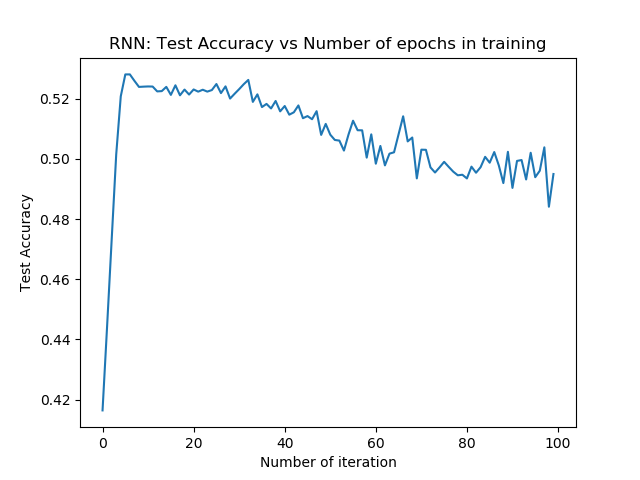 RNN: Test Accuracy vs Number of epochs in training
0.52
0.50
0.48
0.46
0.44
0.42
Test Accuracy
0 20 40 60 80 100
Number of iteration